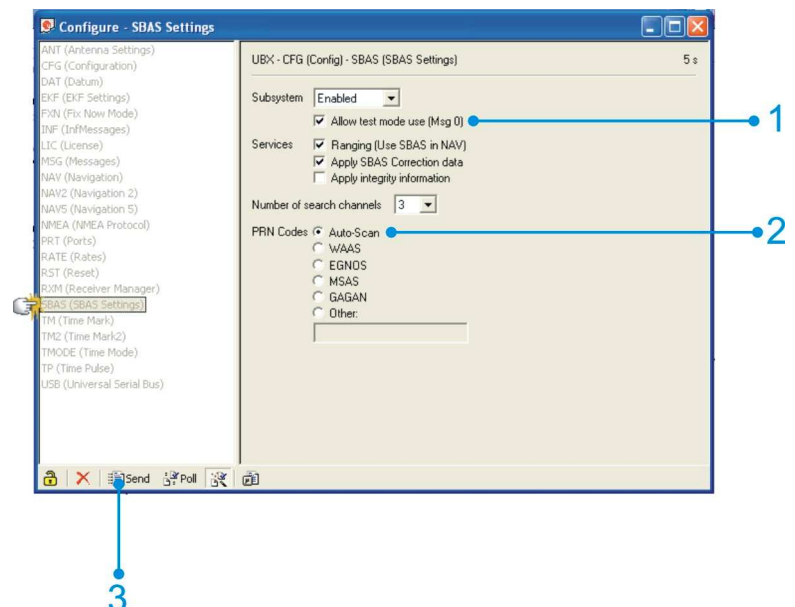 Configure - SBAS Settings
ANT (Antenna Settings)
CFG (Configuration)
DAT (Datum)
EKF (EKF Settings)
FXN (Fix Now Mode)
INF (InfMessages)
LIC (License)
MSG (Messages)
NAV (Navigation)
NAV2 (Navigation 2)
NAV5 (Navigation 5)
NMEA (NMEA Protocol)
PRT (Ports)
RATE (Rates)
RST (Reset)
RXM (Receiver Manager)
SBAS (SBAS Settings)
TM (Time Mark)
TM2 (Time Mark2)
TMODE (Time Mode)
TP (Time Pulse)
USB (Universal Serial Bus)
UBX - CFG (Config) - SBAS (SBAS Settings) 5 s
Subsystem Enabled
Allow test mode use (Msg 0) 1
Services Ranging (Use SBAS in NAV)
Apply SBAS Correction data
Apply integrity information
Number of search channels 3
PRN Codes Auto-Scan 2
WAAS
EGNOS
MSAS
GAGAN
Other:
Send Poll
3